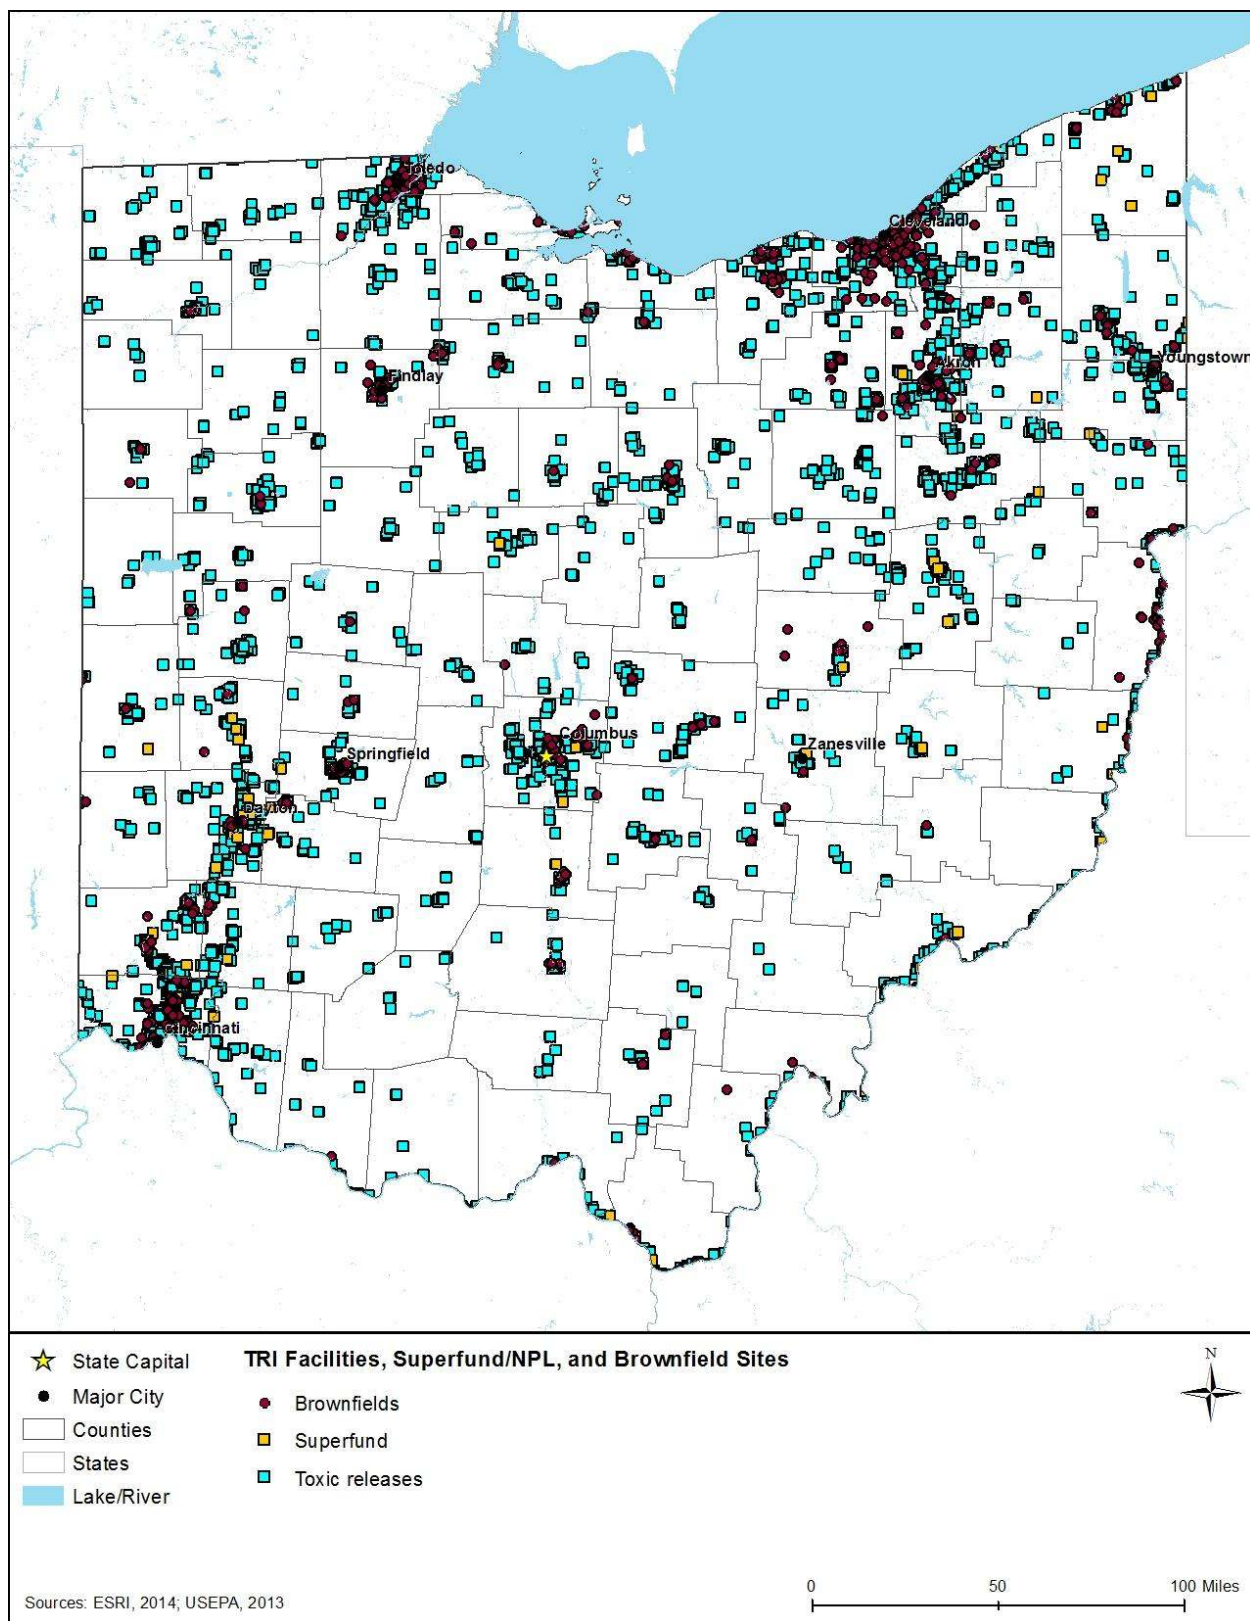 Toledo
Cleveland
Findlay
Akron
Youngstown
Columbus
Springfield
Zanesville
Dayton
Cincinnati
State Capital
Major City
Counties
States
Lake/River
TRI Facilities, Superfund/NPL, and Brownfield Sites
Brownfields
Superfund
Toxic releases
N
Sources: ESRI, 2014; USEPA, 2013
0 50 100 Miles